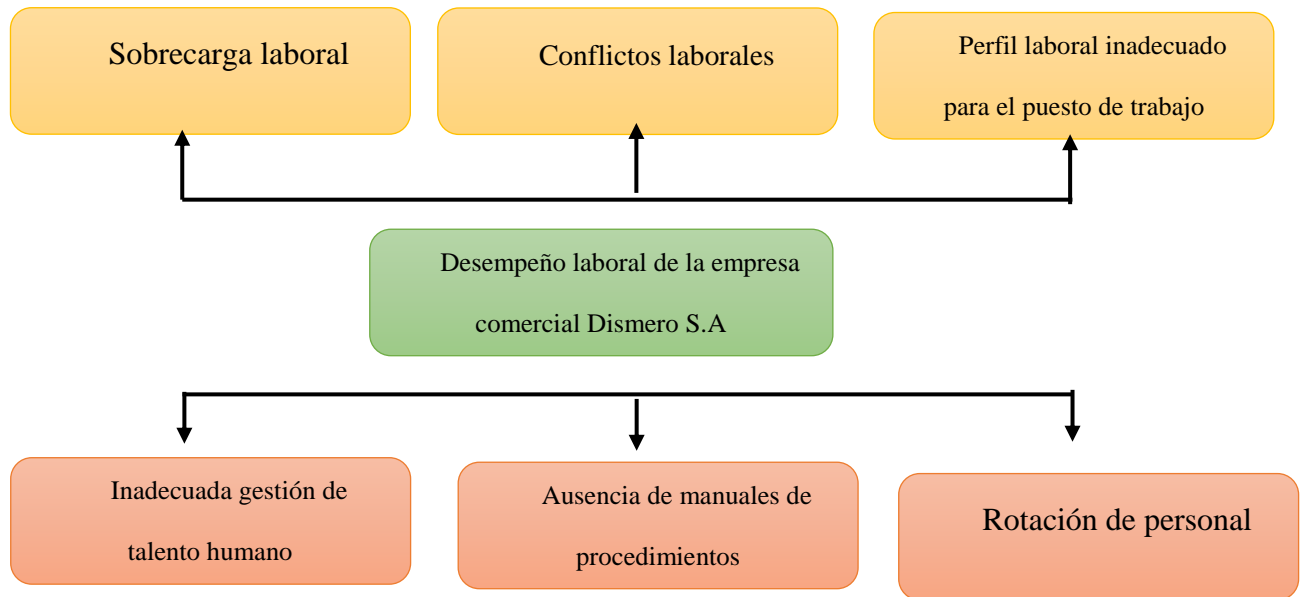 Sobrecarga laboral
Conflictos laborales
Perfil laboral inadecuado
para el puesto de trabajo
Desempeño laboral de la empresa
comercial Dismero S.A
Inadecuada gestión de
talento humano
Ausencia de manuales de
procedimientos
Rotación de personal